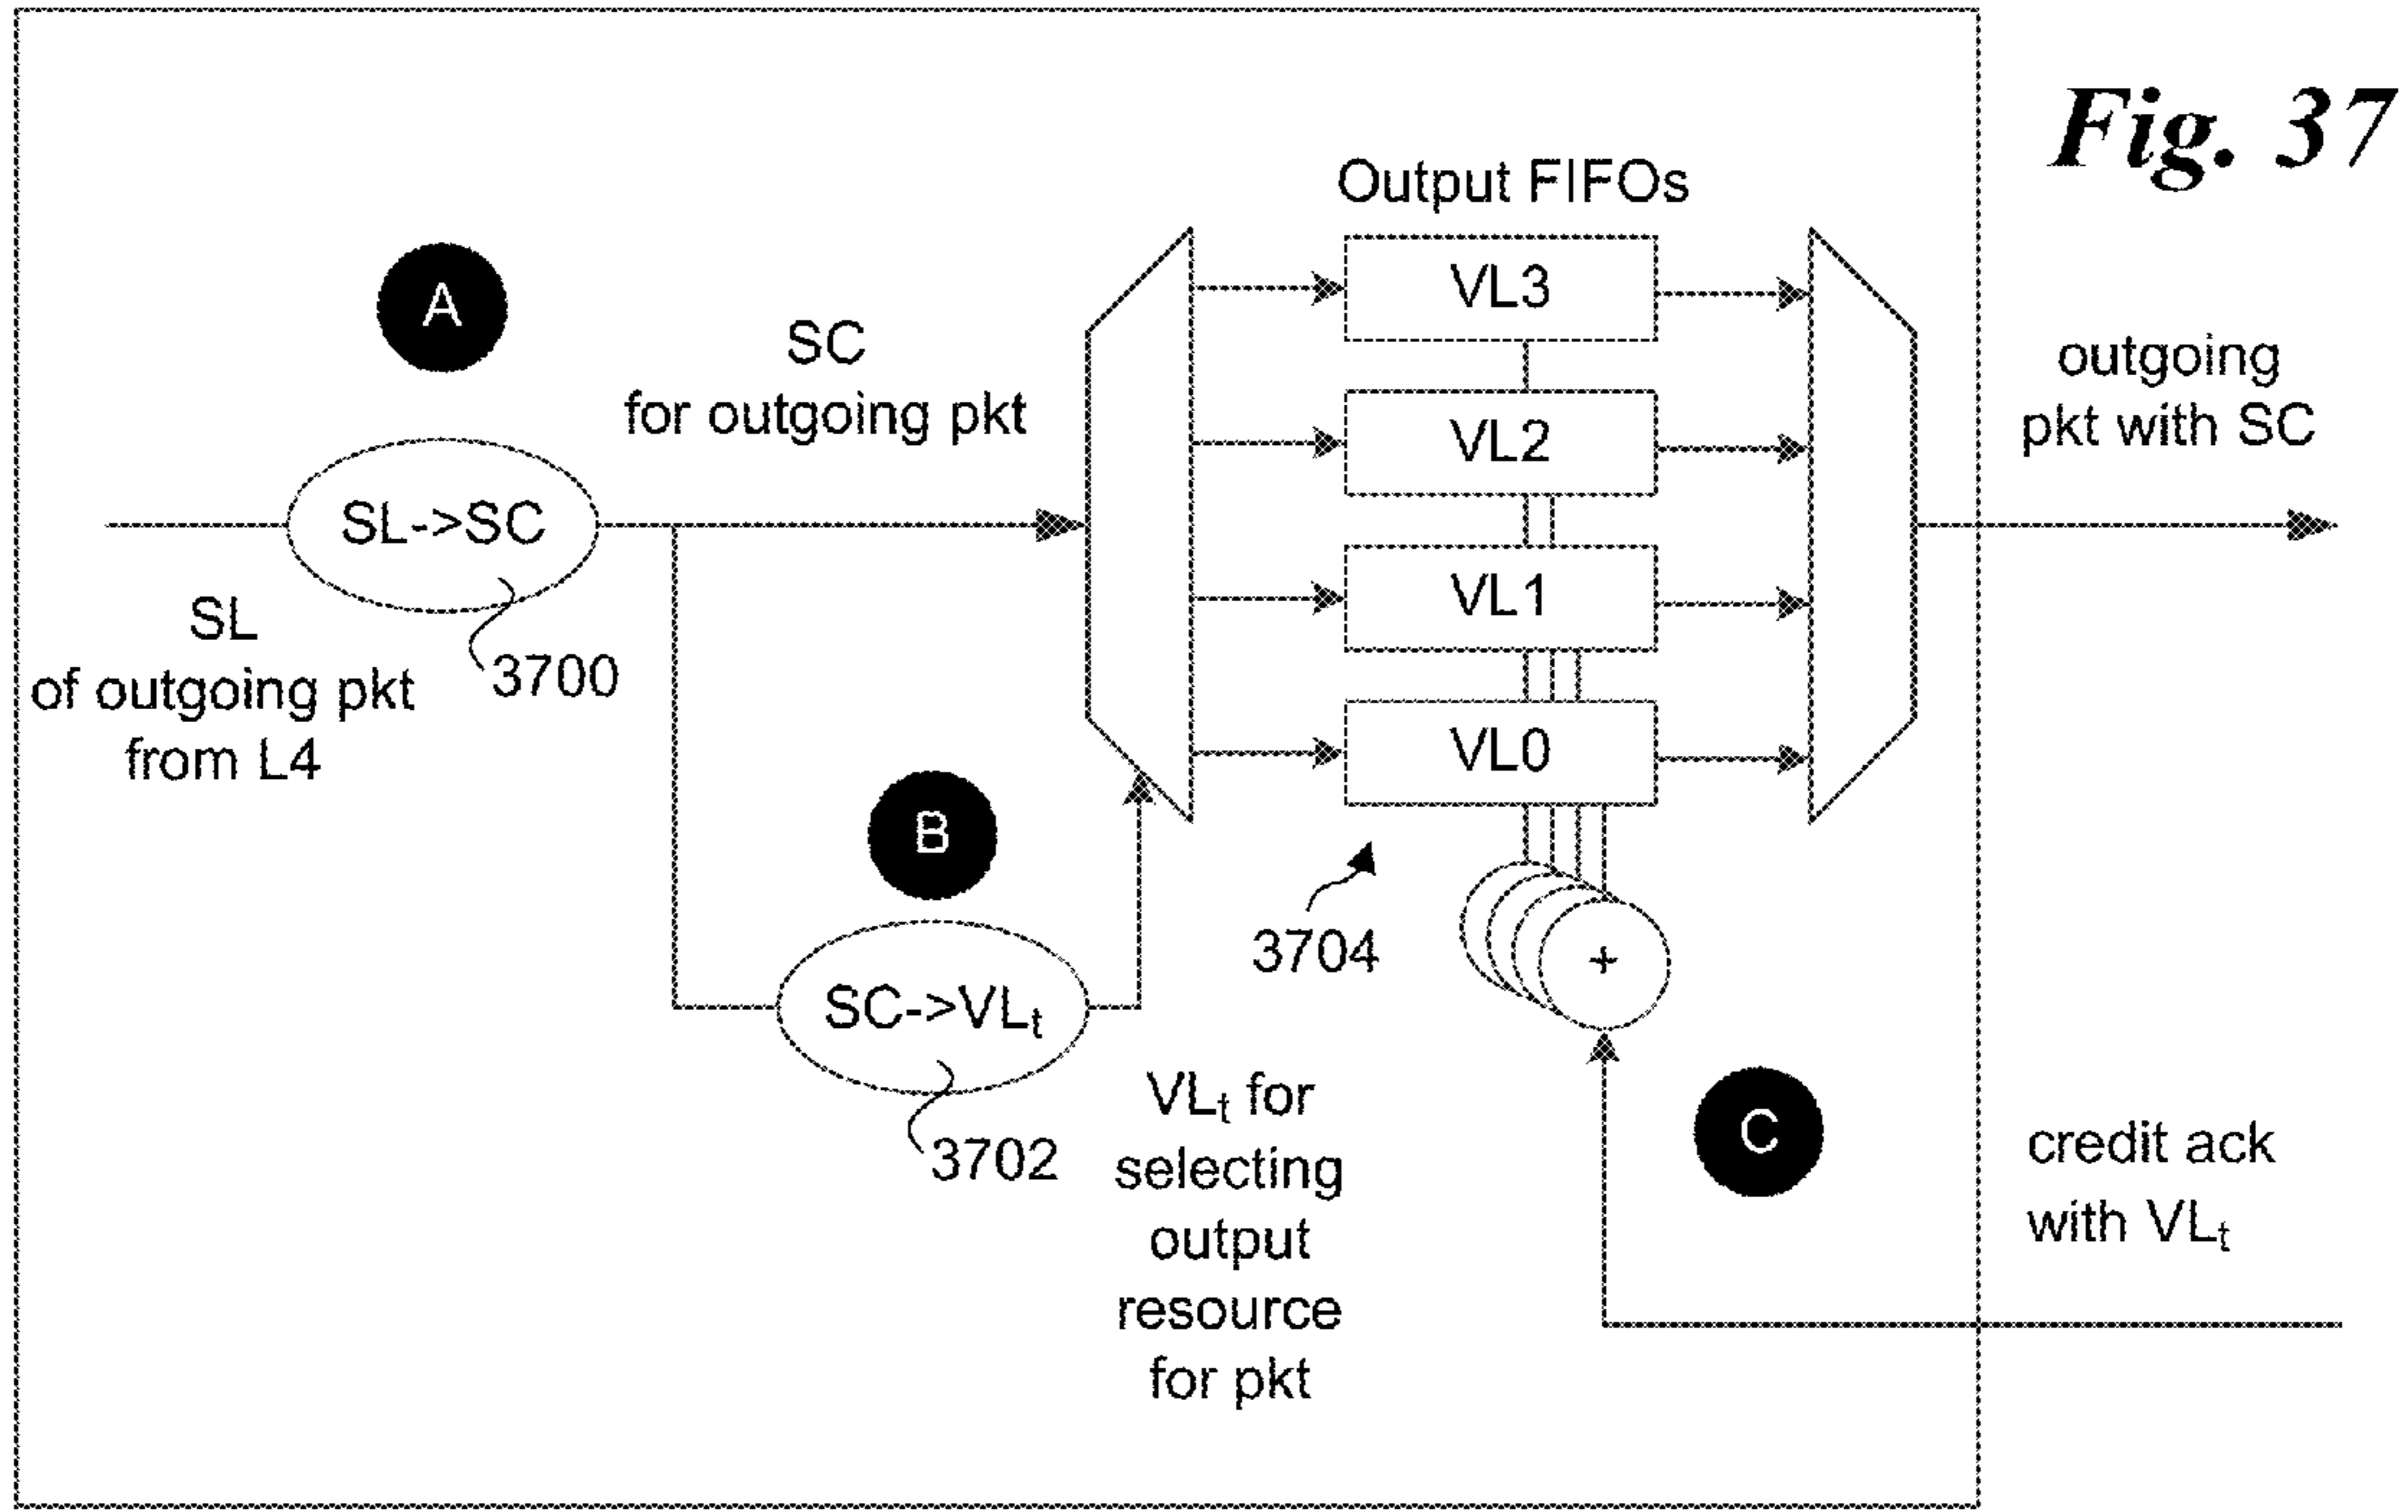 Fig. 37
Output FIFOs
A
SC
for outgoing pkt
SL->SC
SL
of outgoing pkt
from L4
3700
VL3
VL2
VL1
VL0
outgoing
pkt with SC
B
SC->VLt
3702
3704
VLt for
selecting
output
resource
for pkt
+
C
credit ack
with VLt